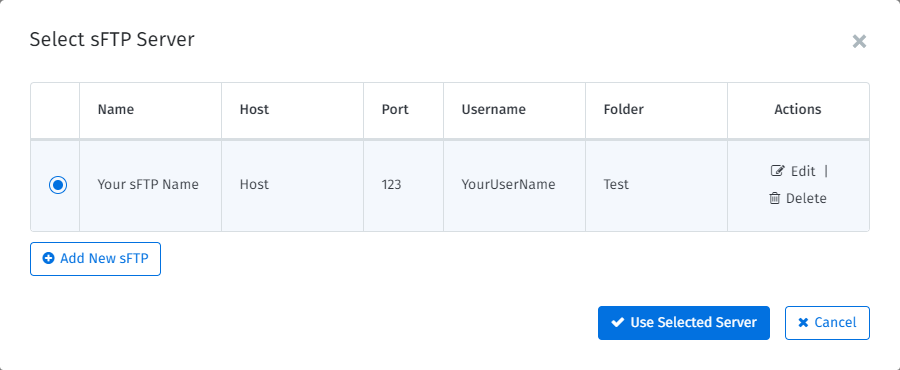 Select sFTP Server
Name Host Port Username Folder Actions
Your sFTP Name Host 123 YourUserName Test Edit |
Delete
Add New sFTP
Use Selected Server Cancel